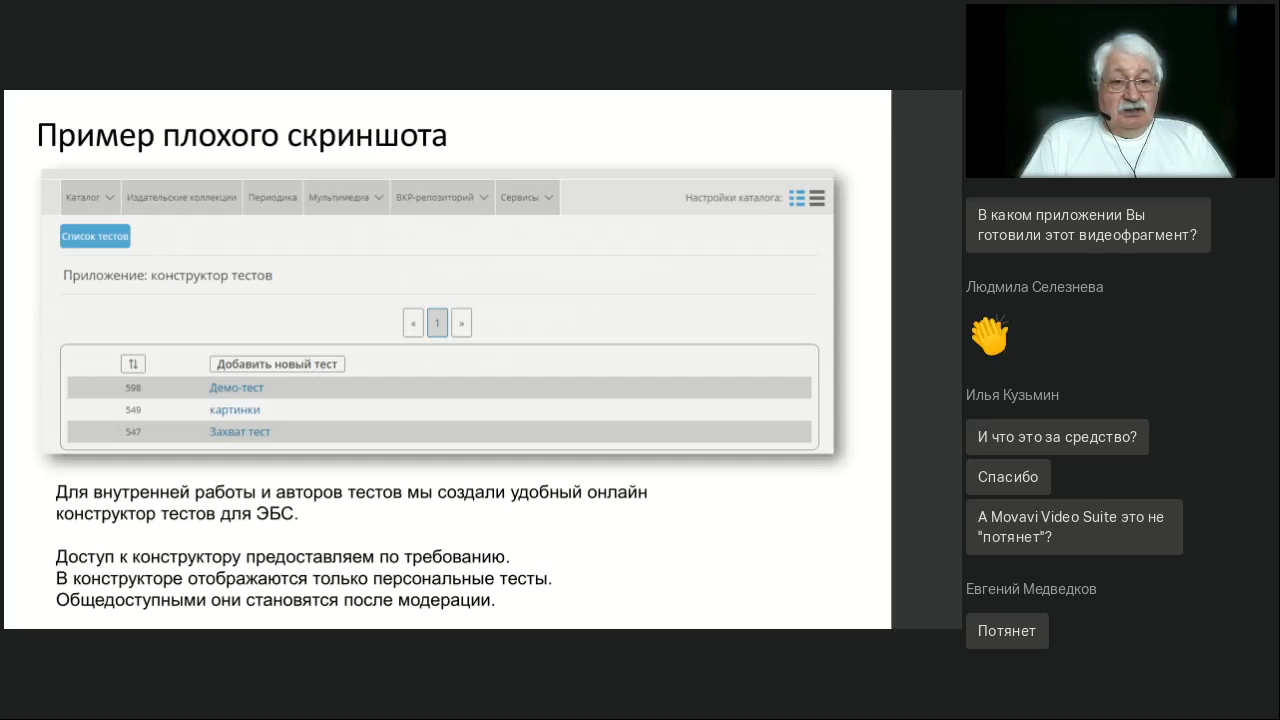 Пример плохого скриншота
Каталог Издательские коллекции Периодика Мультимедиа ВКР-репозиторий Сервисы Настройки каталога:
Список тестов
Приложение: конструктор тестов
« 1 »
Добавить новый тест
598 Демо-тест
549 картинки
547 Захват тест
Для внутренней работы и авторов тестов мы создали удобный онлайн
конструктор тестов для ЭБС.
Доступ к конструктору предоставляем по требованию.
В конструкторе отображаются только персональные тесты.
Общедоступными они становятся после модерации.
В каком приложении Вы
готовили этот видеофрагмент?
Людмила Селезнева
Илья Кузьмин
И что это за средство?
Спасибо
А Movavi Video Suite это не
"потянет"?
Евгений Медведков
Потянет